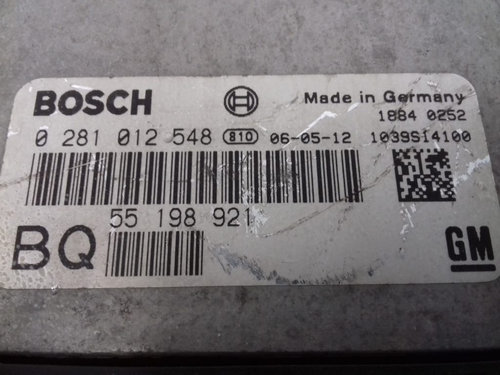 BOSCH
Made in Germany
1884 0252
0 281 012 548 810 06-05-12 1039S14100
55 198 921
BQ
GM